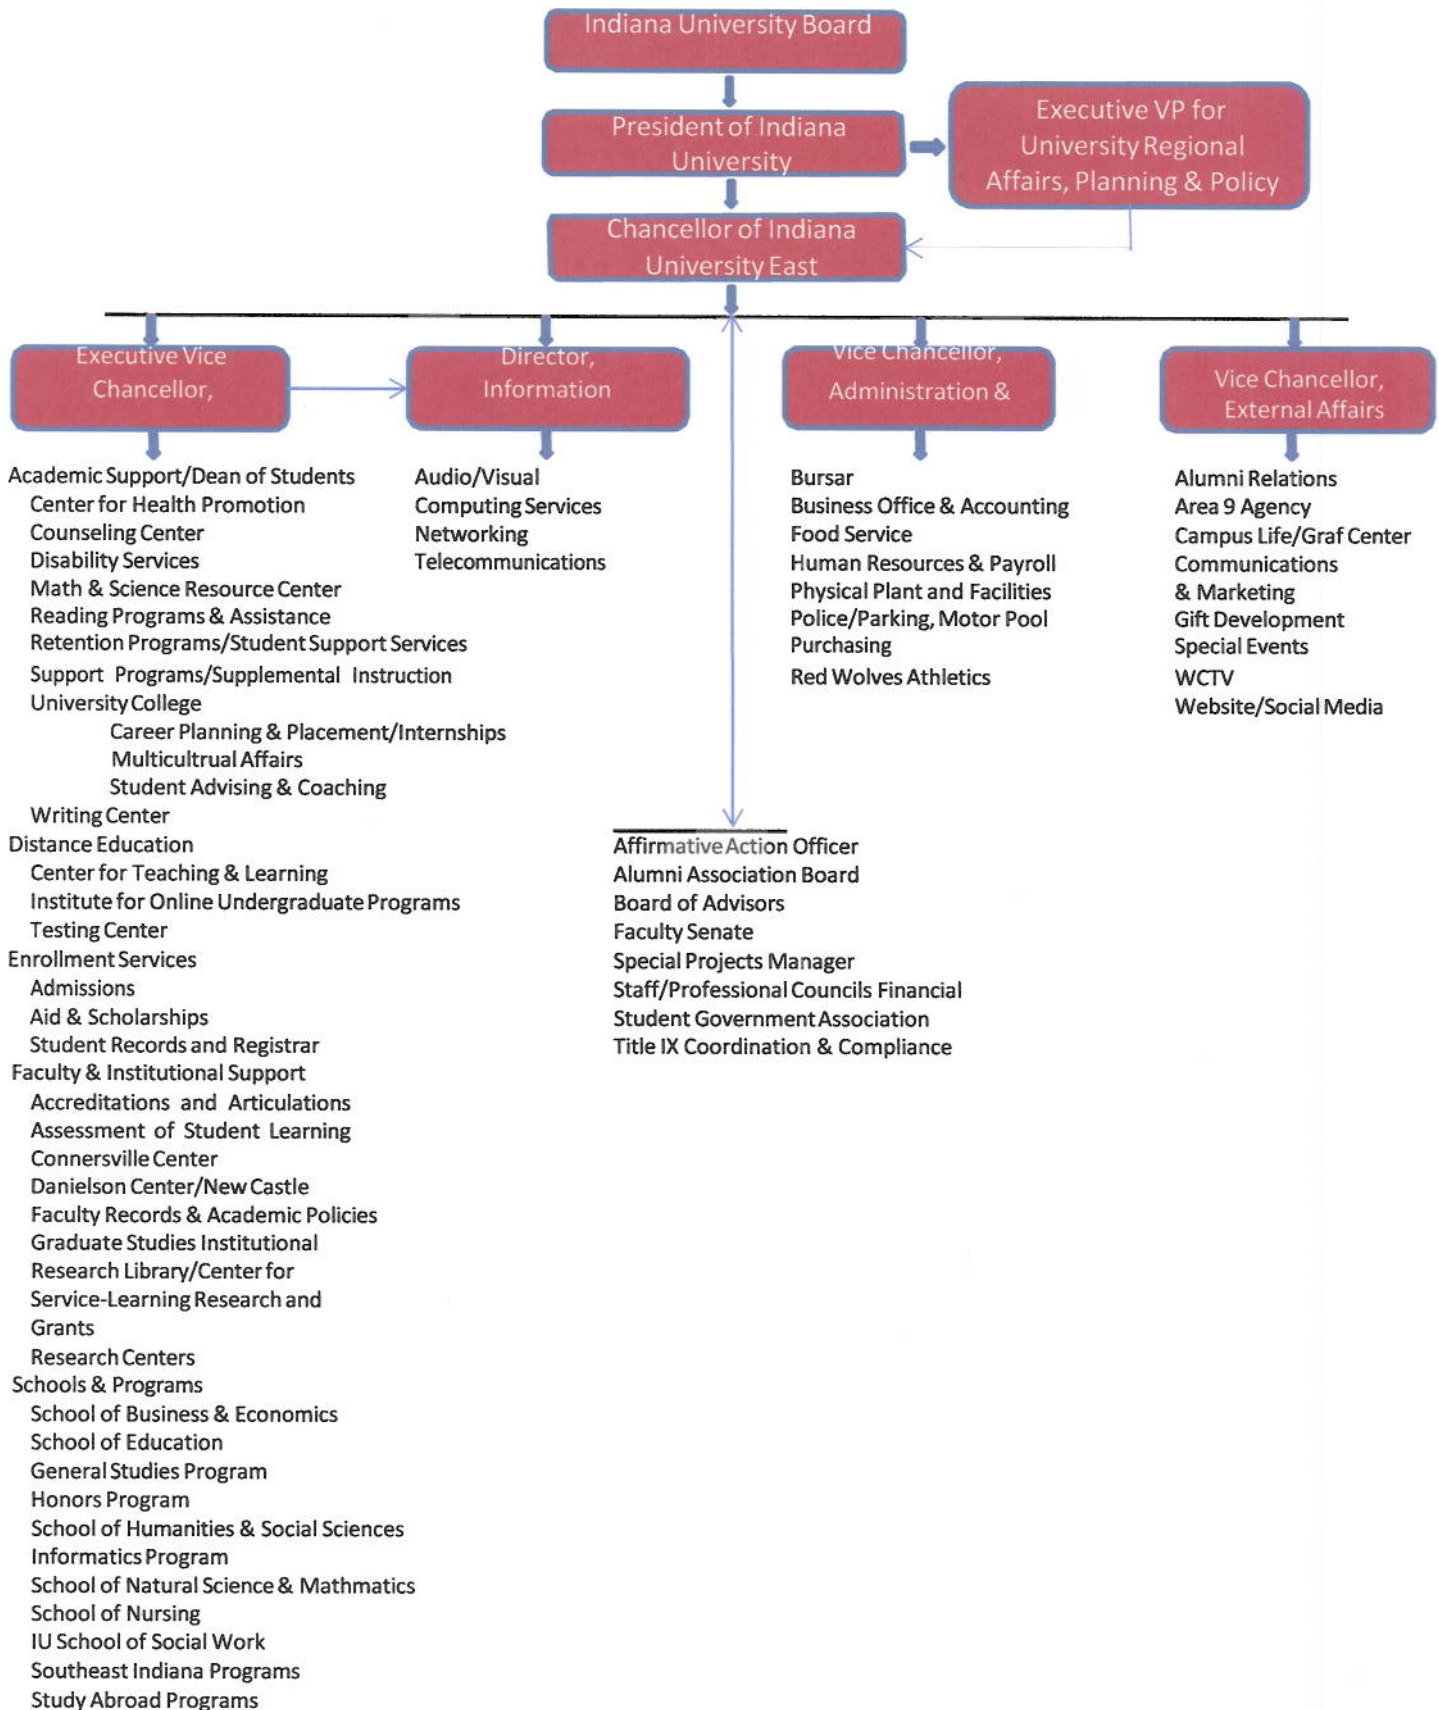 Indiana University Board
President of Indiana
University
Executive VP for
University Regional
Affairs, Planning & Policy
Chancellor of Indiana
University East
Executive Vice
Chancellor,
Director,
Information
Vice Chancellor,
Administration &
Vice Chancellor,
External Affairs
Academic Support/Dean of Students
Center for Health Promotion
Counseling Center
Disability Services
Math & Science Resource Center
Reading Programs & Assistance
Retention Programs/Student Support Services
Support Programs/Supplemental Instruction
University College
Career Planning & Placement/Internships
Multicultrual Affairs
Student Advising & Coaching
Writing Center
Distance Education
Center for Teaching & Learning
Institute for Online Undergraduate Programs
Testing Center
Enrollment Services
Admissions
Aid & Scholarships
Student Records and Registrar
Faculty & Institutional Support
Accreditations and Articulations
Assessment of Student Learning
Connersville Center
Danielson Center/New Castle
Faculty Records & Academic Policies
Graduate Studies Institutional
Research Library/Center for
Service-Learning Research and
Grants
Research Centers
Schools & Programs
School of Business & Economics
School of Education
General Studies Program
Honors Program
School of Humanities & Social Sciences
Informatics Program
School of Natural Science & Mathmatics
School of Nursing
IU School of Social Work
Southeast Indiana Programs
Study Abroad Programs
Audio/Visual
Computing Services
Networking
Telecommunications
Bursar
Business Office & Accounting
Food Service
Human Resources & Payroll
Physical Plant and Facilities
Police/Parking, Motor Pool
Purchasing
Red Wolves Athletics
Alumni Relations
Area 9 Agency
Campus Life/Graf Center
Communications
& Marketing
Gift Development
Special Events
WCTV
Website/Social Media
Affirmative Action Officer
Alumni Association Board
Board of Advisors
Faculty Senate
Special Projects Manager
Staff/Professional Councils Financial
Student Government Association
Title IX Coordination & Compliance